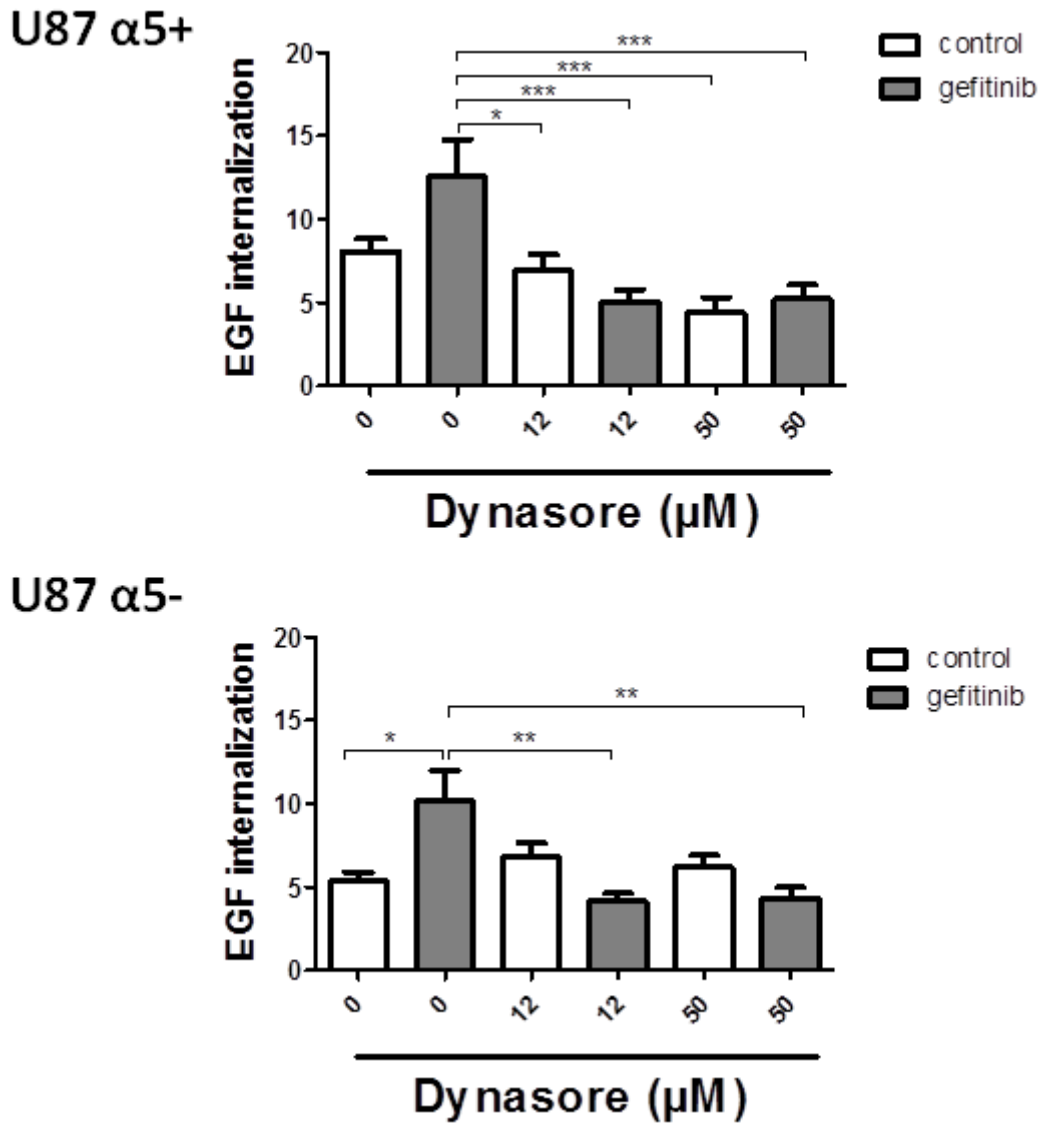 U87 α5+
control
gefitinib
EGF internalization
20
15
10
5
0
***
***
***
*
0 0 12 12 50 50
Dynasore (µM)
U87 α5-
control
gefitinib
EGF internalization
20
15
10
5
0
**
* **
0 0 12 12 50 50
Dynasore (µM)